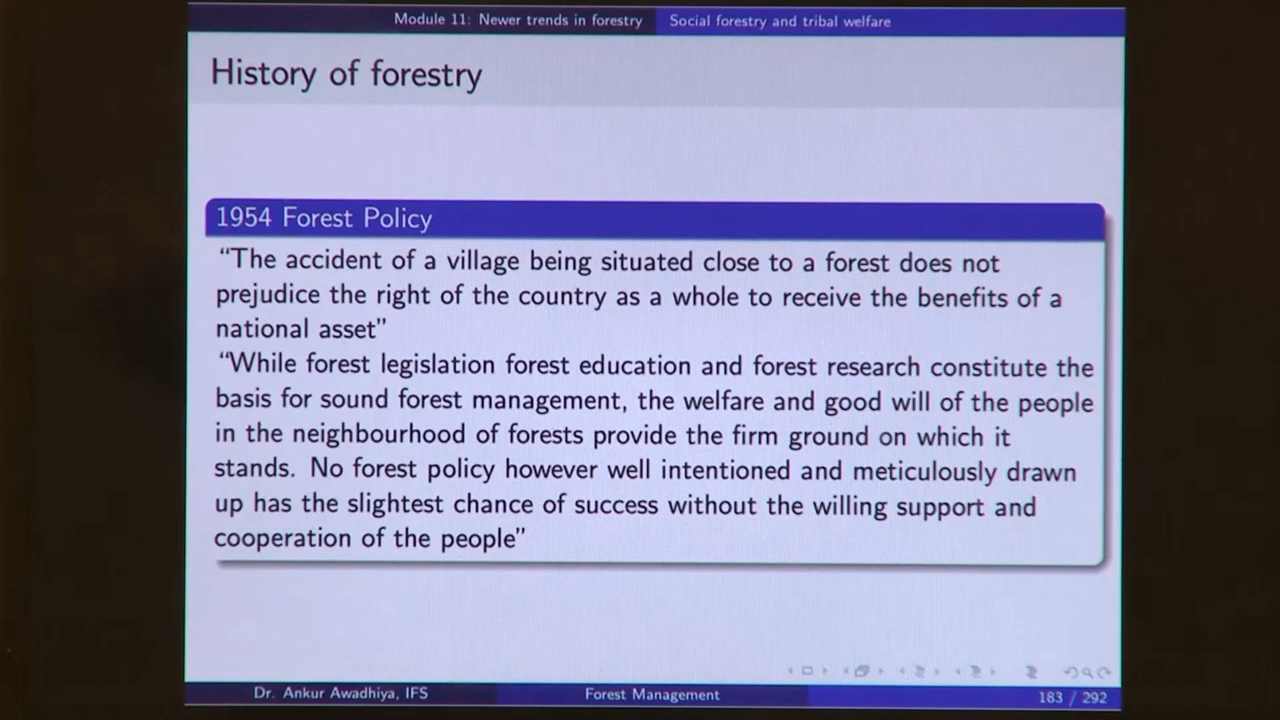 Module 11: Newer trends in forestry
Social forestry and tribal welfare
History of forestry
1954 Forest Policy
“The accident of a village being situated close to a forest does not
prejudice the right of the country as a whole to receive the benefits of a
national asset”
“While forest legislation forest education and forest research constitute the
basis for sound forest management, the welfare and good will of the people
in the neighbourhood of forests provide the firm ground on which it
stands. No forest policy however well intentioned and meticulously drawn
up has the slightest chance of success without the willing support and
cooperation of the people”
Dr. Ankur Awadhiya, IFS
Forest Management
183 / 292